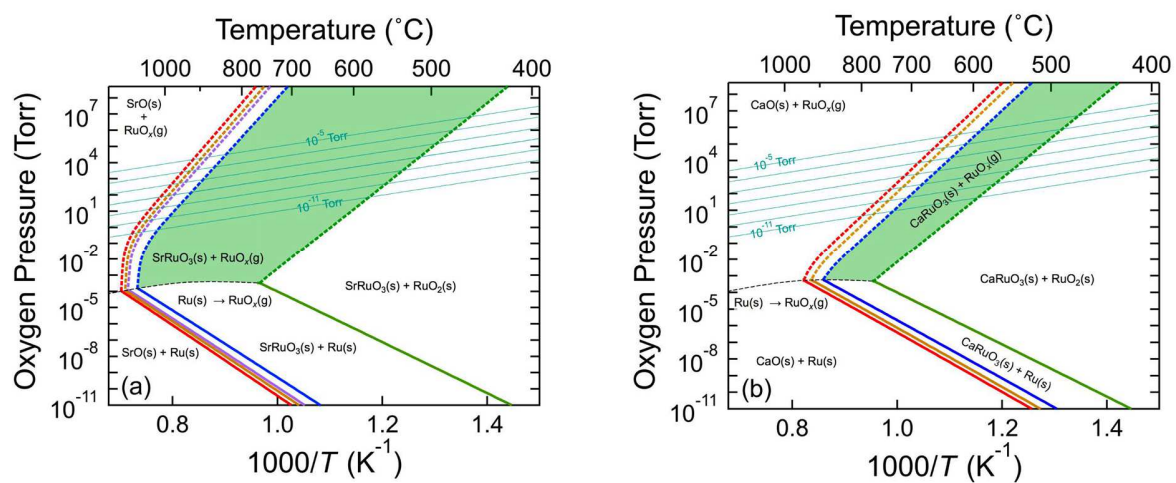 Temperature (˚C)
1000 800 700 600 500 400
Oxygen Pressure (Torr)
10⁷
10⁴
10¹
10⁻²
10⁻⁵
10⁻⁸
10⁻¹¹
SrO(s)
+
RuOₓ(g)
10⁻⁵ Torr
10⁻¹¹ Torr
SrRuO₃(s) + RuOₓ(g)
SrRuO₃(s) + RuO₂(s)
Ru(s) → RuOₓ(g)
SrO(s) + Ru(s)
SrRuO₃(s) + Ru(s)
(a)
0.8 1.0 1.2 1.4
1000/T (K⁻¹)
Temperature (˚C)
1000 800 700 600 500 400
Oxygen Pressure (Torr)
10⁷
10⁴
10¹
10⁻²
10⁻⁵
10⁻⁸
10⁻¹¹
CaO(s) + RuOₓ(g)
10⁻⁵ Torr
10⁻¹¹ Torr
CaRuO₃(s) + RuOₓ(g)
CaRuO₃(s) + RuO₂(s)
Ru(s) → RuOₓ(g)
CaO(s) + Ru(s)
CaRuO₃(s) + Ru(s)
(b)
0.8 1.0 1.2 1.4
1000/T (K⁻¹)